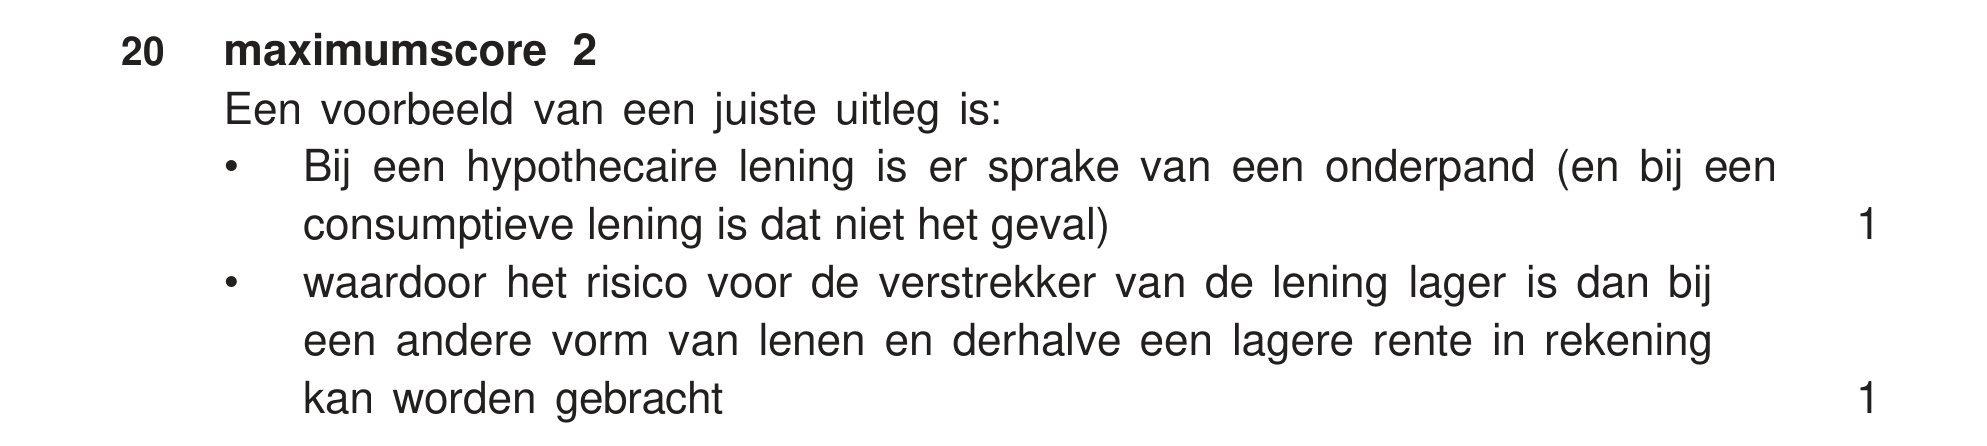 20 maximumscore 2
Een voorbeeld van een juiste uitleg is:
• Bij een hypothecaire lening is er sprake van een onderpand (en bij een
consumptieve lening is dat niet het geval) 1
• waardoor het risico voor de verstrekker van de lening lager is dan bij
een andere vorm van lenen en derhalve een lagere rente in rekening
kan worden gebracht 1